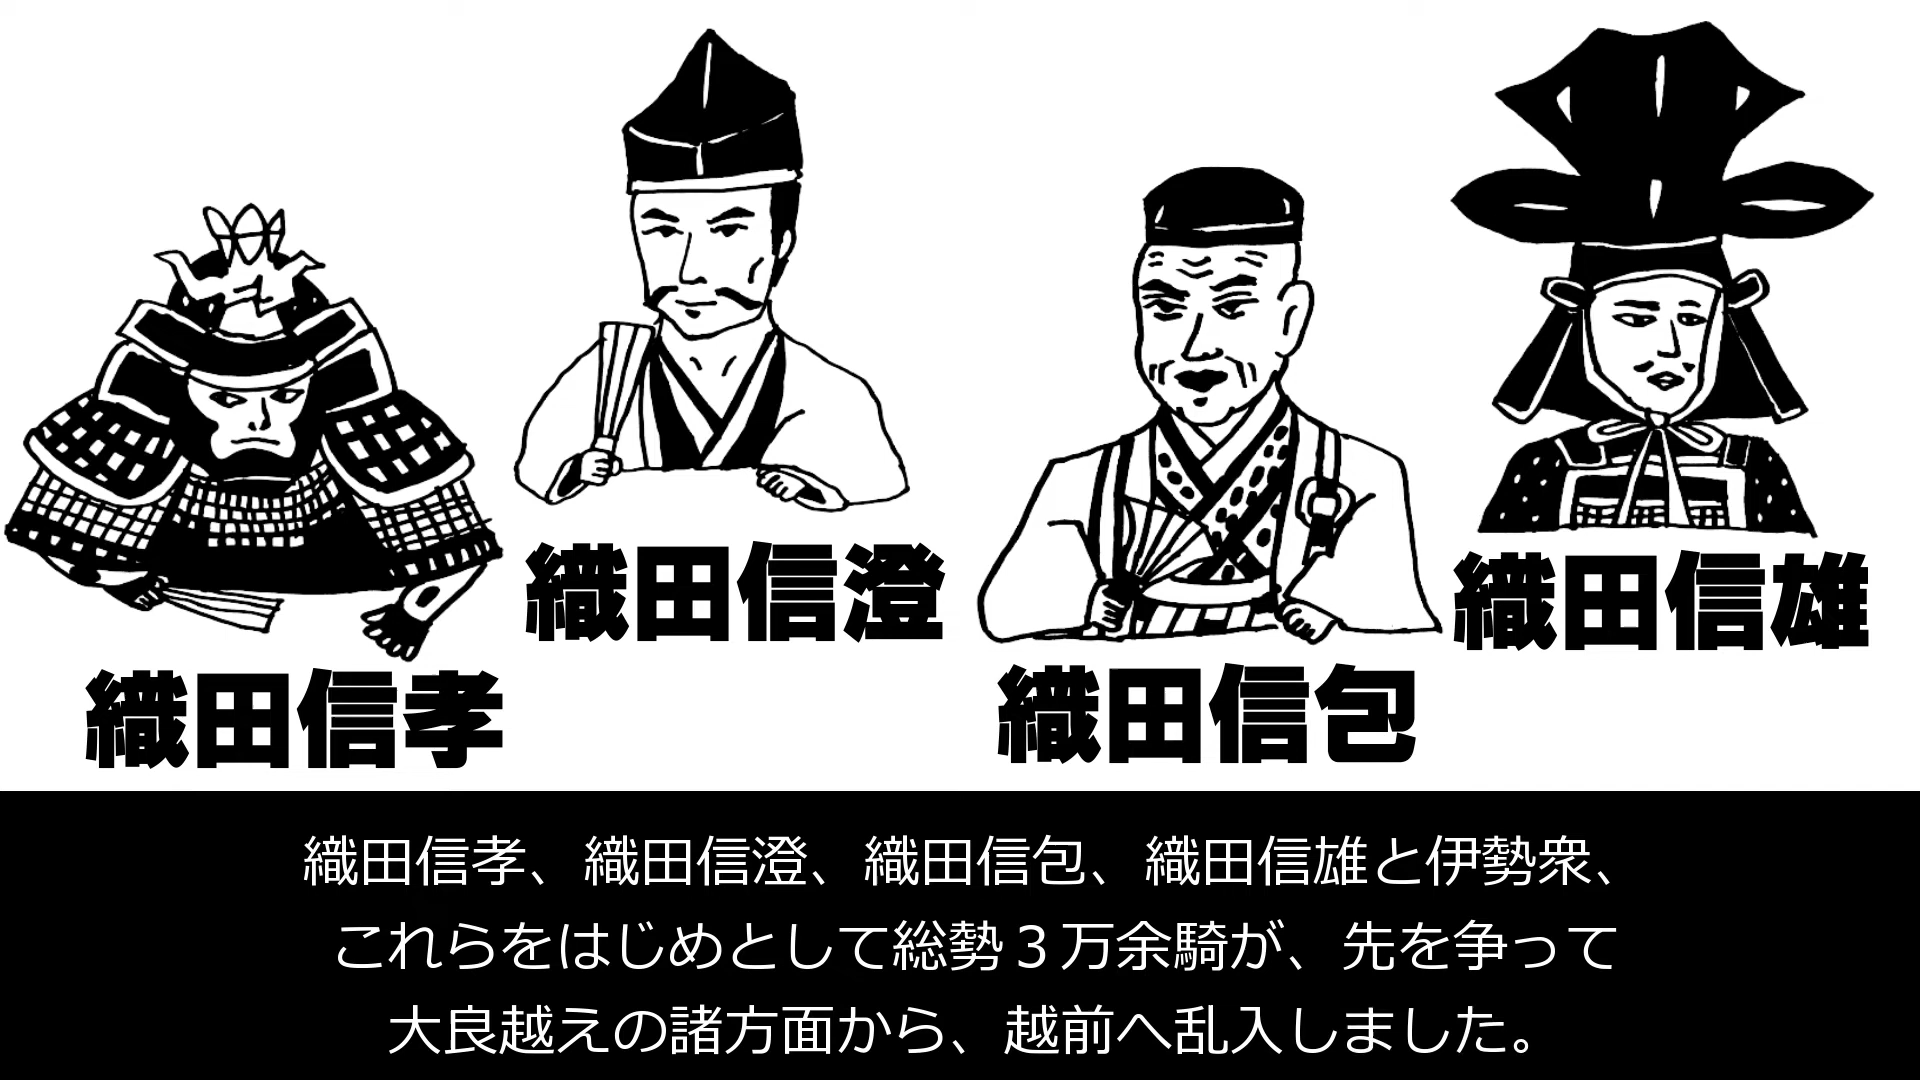 織田信孝
織田信澄
織田信包
織田信雄
織田信孝、織田信澄、織田信包、織田信雄と伊勢衆、
これらをはじめとして総勢３万余騎が、先を争って
大良越えの諸方面から、越前へ乱入しました。